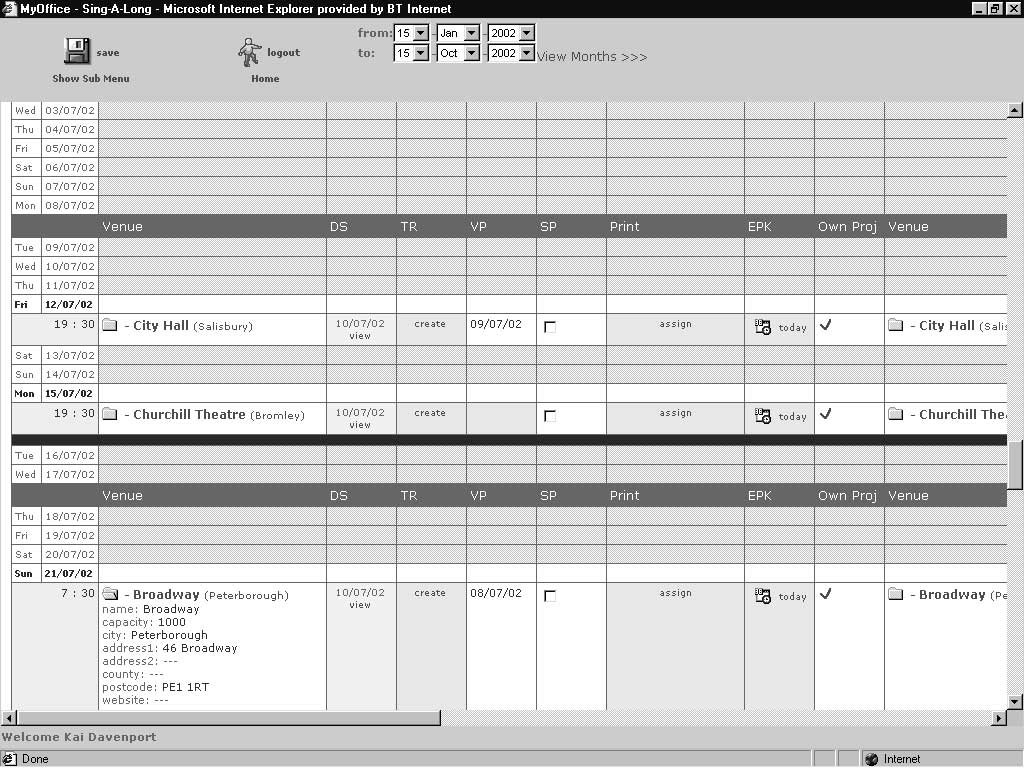 MyOffice - Sing-A-Long - Microsoft Internet Explorer provided by BT Internet
save logout from: 15 - Jan - 2002
Show Sub Menu Home to: 15 - Oct - 2002 View Months >>>
Wed 03/07/02
Thu 04/07/02
Fri 05/07/02
Sat 06/07/02
Sun 07/07/02
Mon 08/07/02
Venue DS TR VP SP Print EPK Own Proj Venue
Tue 09/07/02
Wed 10/07/02
Thu 11/07/02
Fri 12/07/02
19 : 30 - City Hall (Salisbury) 10/07/02 create 09/07/02 assign today - City Hall (Salis
view
Sat 13/07/02
Sun 14/07/02
Mon 15/07/02
19 : 30 - Churchill Theatre (Bromley) 10/07/02 create assign today - Churchill The
view
Tue 16/07/02
Wed 17/07/02
Venue DS TR VP SP Print EPK Own Proj Venue
Thu 18/07/02
Fri 19/07/02
Sat 20/07/02
Sun 21/07/02
7 : 30 - Broadway (Peterborough) 10/07/02 create 08/07/02 assign today - Broadway (Pe
view
name: Broadway
capacity: 1000
city: Peterborough
address1: 46 Broadway
address2: ---
county: ---
postcode: PE1 1RT
website: ---
Welcome Kai Davenport
Done Internet